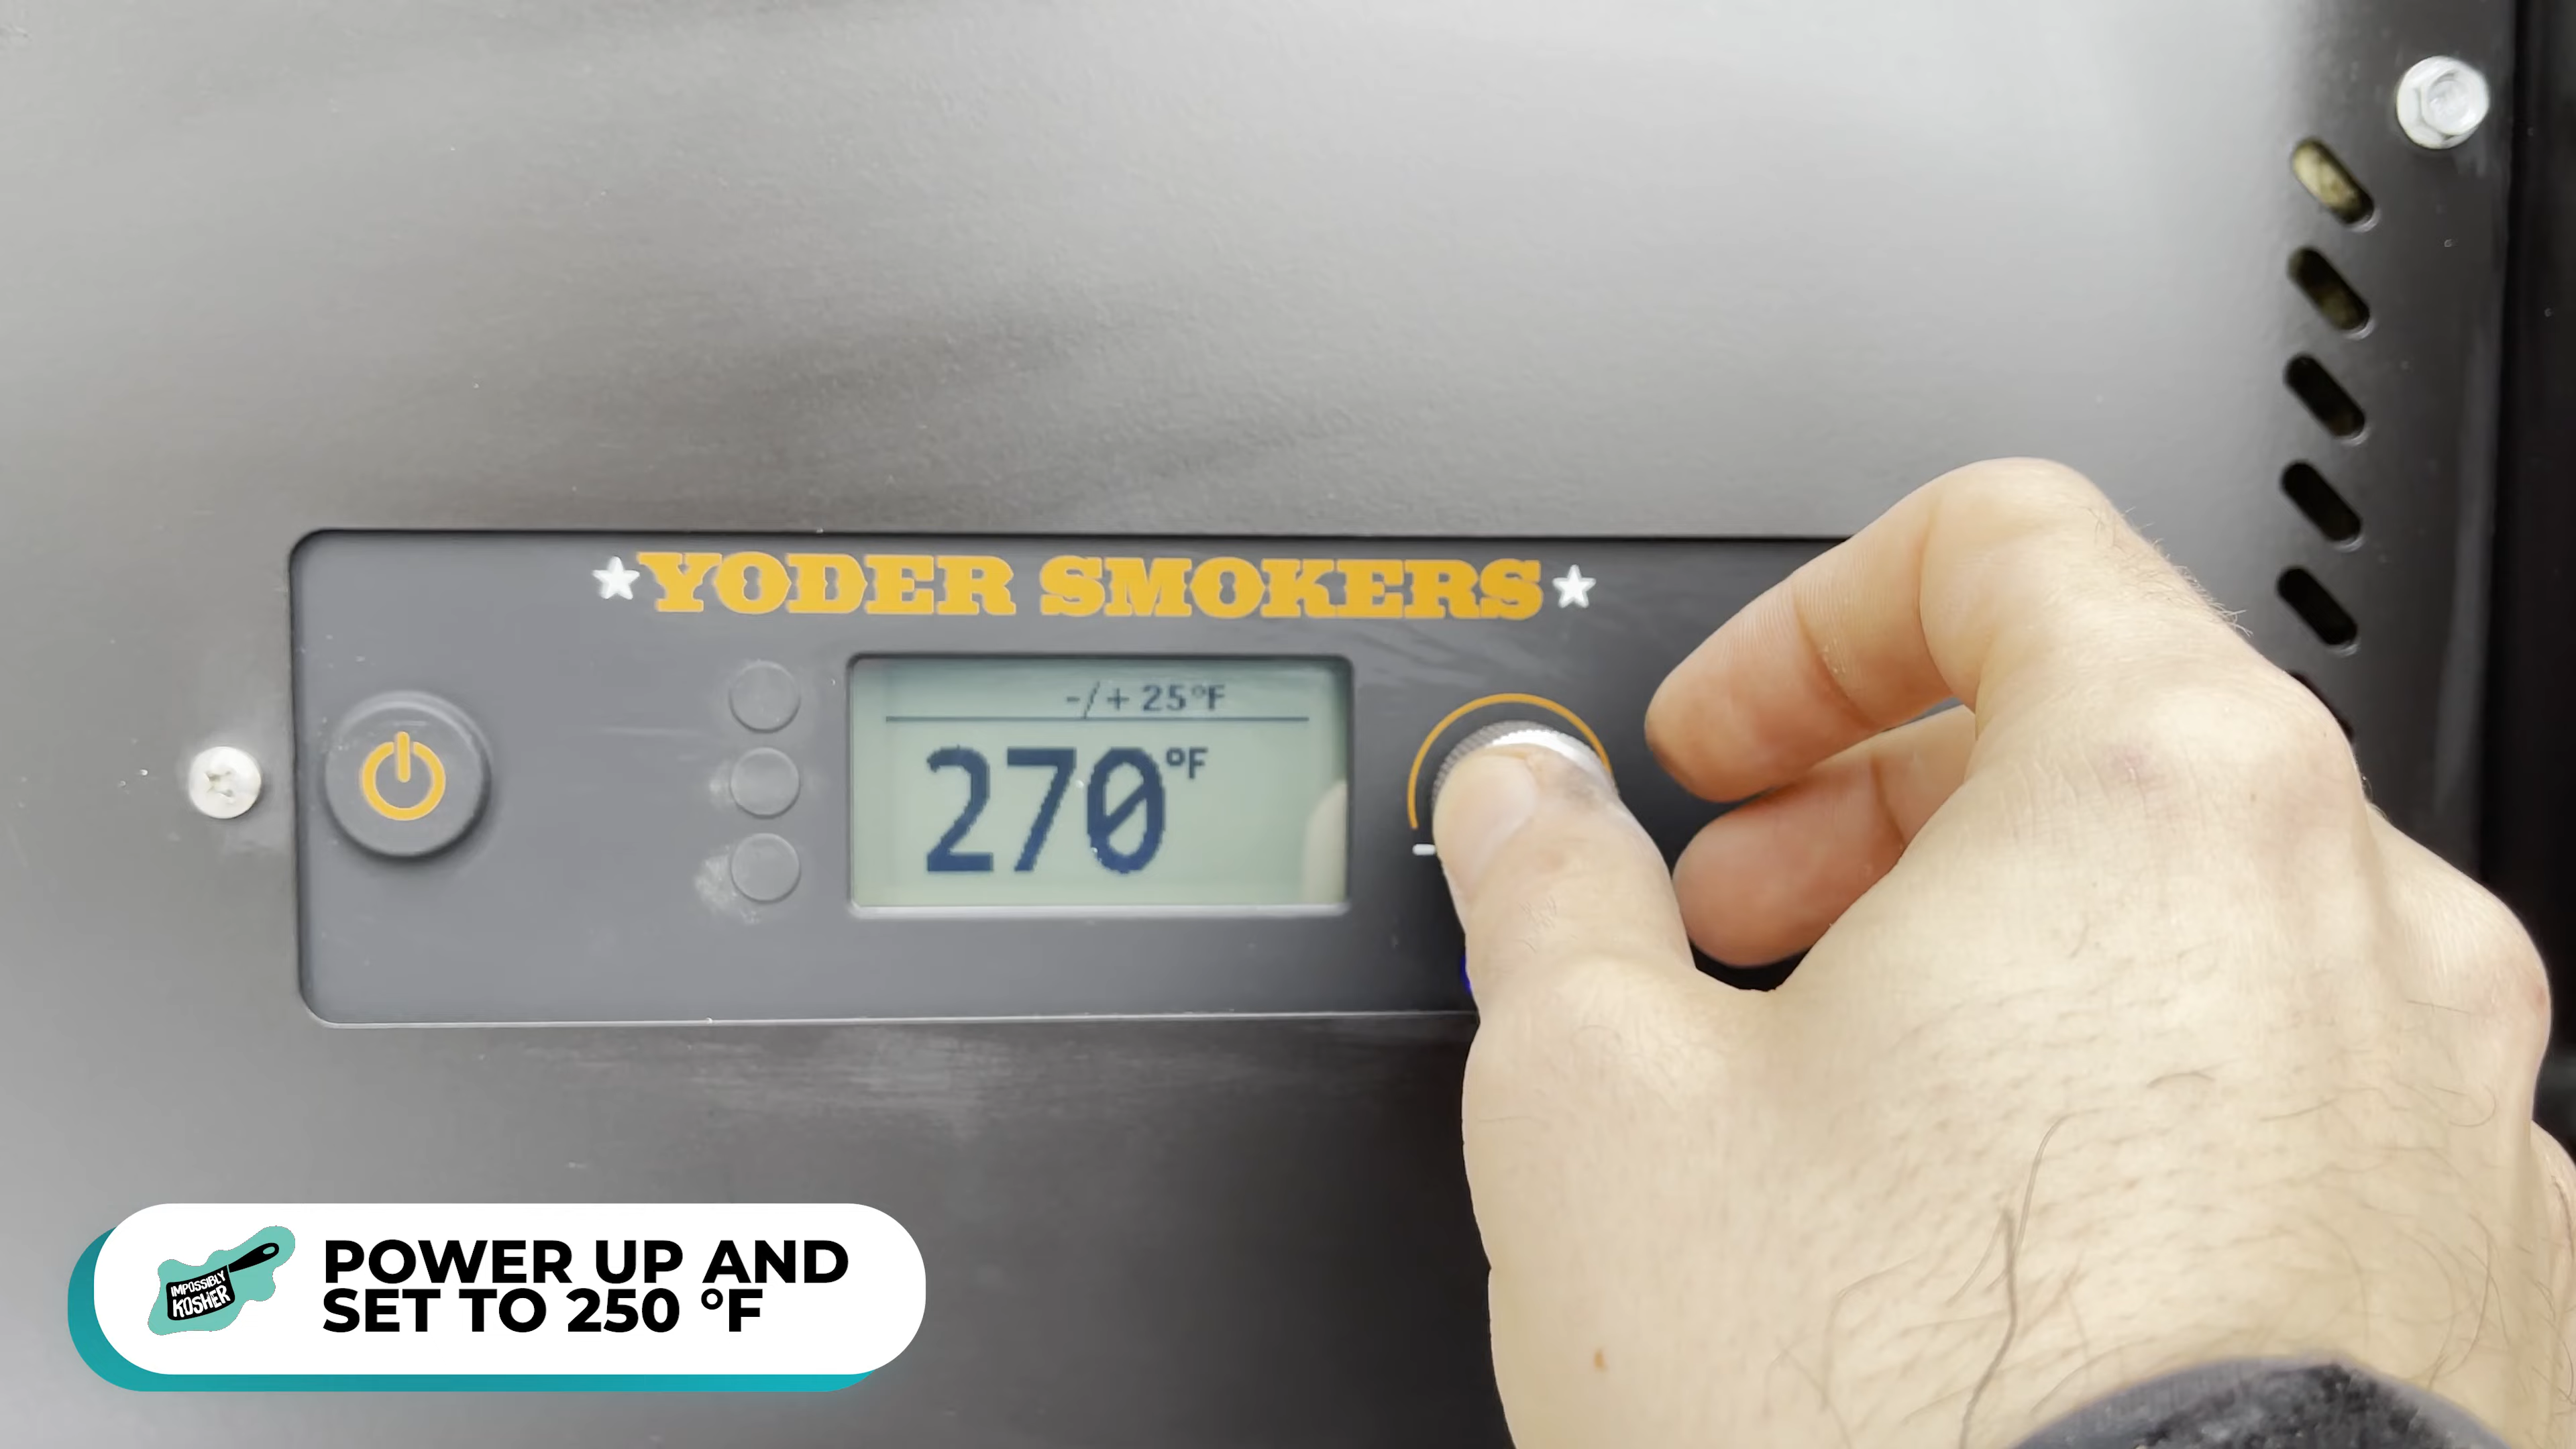 YODER SMOKERS
-/+ 25°F
270°F
-
IMPOSSIBLY
KOSHER
POWER UP AND
SET TO 250 °F